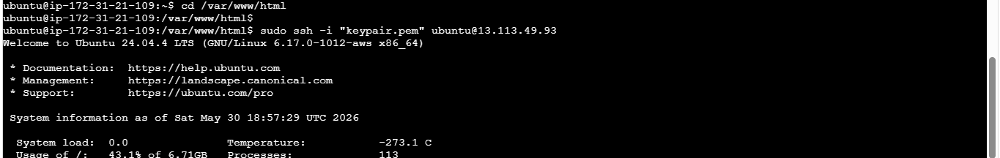 ubuntu@ip-172-31-21-109:~$ cd /var/www/html
ubuntu@ip-172-31-21-109:/var/www/html$
ubuntu@ip-172-31-21-109:/var/www/html$ sudo ssh -i "keypair.pem" ubuntu@13.113.49.93
Welcome to Ubuntu 24.04.4 LTS (GNU/Linux 6.17.0-1012-aws x86_64)
* Documentation:  https://help.ubuntu.com
* Management:     https://landscape.canonical.com
* Support:        https://ubuntu.com/pro
System information as of Sat May 30 18:57:29 UTC 2026
System load:  0.0               Temperature:           -273.1 C
Usage of /:   43.1% of 6.71GB   Processes:             113